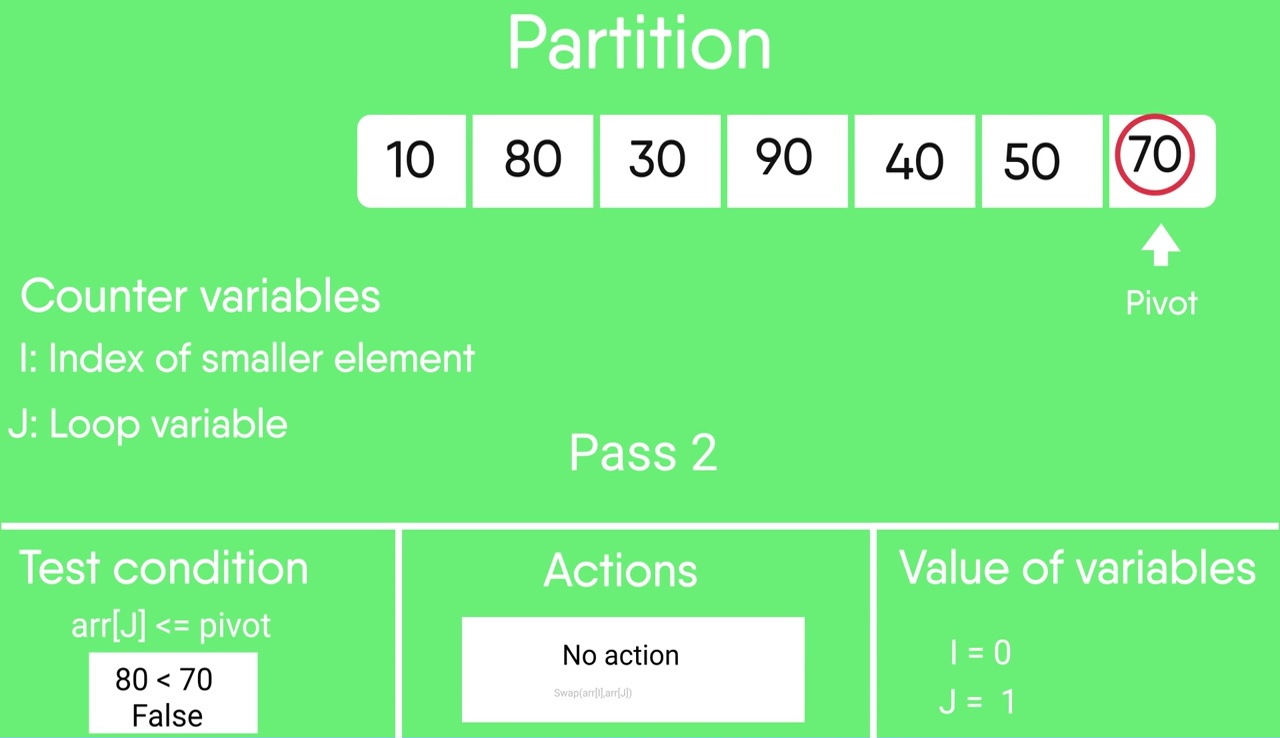 Partition
10 80 30 90 40 50 70
Pivot
Counter variables
I: Index of smaller element
J: Loop variable
Pass 2
Test condition
arr[J] <= pivot
80 < 70
False
Actions
No action
Swap(arr[I],arr[J])
Value of variables
I = 0
J = 1